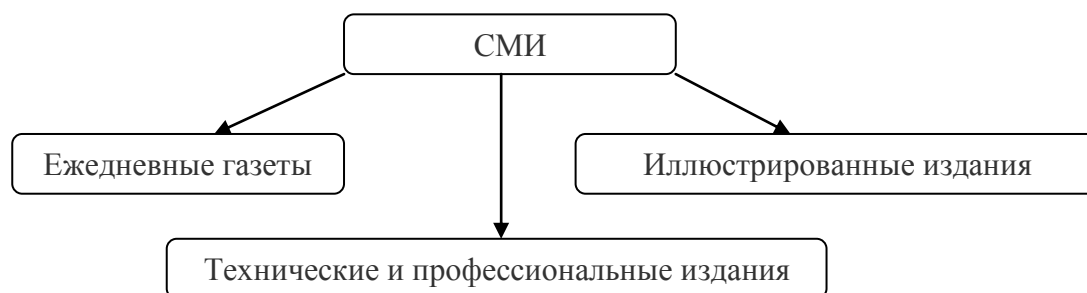 СМИ
Ежедневные газеты
Иллюстрированные издания
Технические и профессиональные издания